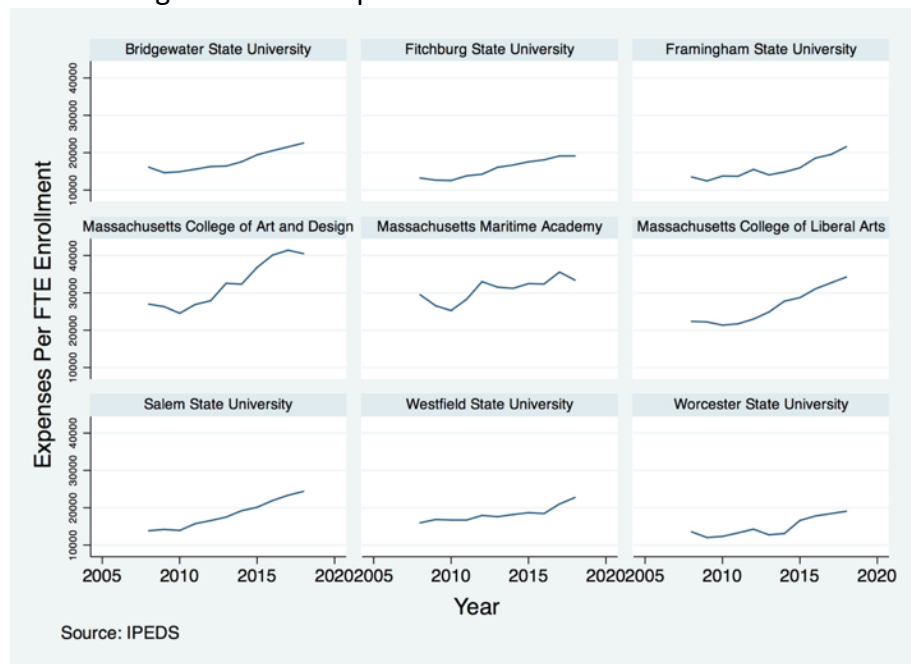 Bridgewater State University
Fitchburg State University
Framingham State University
40000
30000
20000
10000
Massachusetts College of Art and Design
Massachusetts Maritime Academy
Massachusetts College of Liberal Arts
40000
30000
20000
10000
Salem State University
Westfield State University
Worcester State University
40000
30000
20000
10000
Expenses Per FTE Enrollment
2005 2010 2015 2020
2005 2010 2015 2020
2005 2010 2015 2020
Year
Source: IPEDS